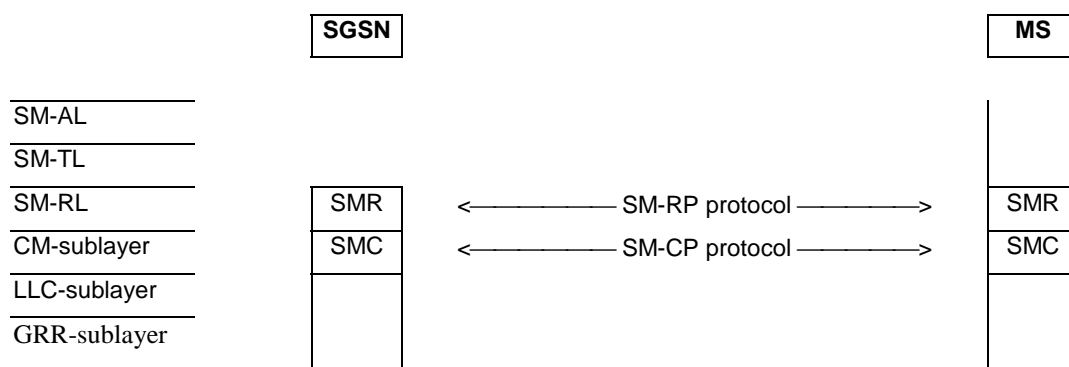 SGSN MS
SM-AL
SM-TL
SM-RL SMR <—————— SM-RP protocol ——————> SMR
CM-sublayer SMC <—————— SM-CP protocol ——————> SMC
LLC-sublayer
GRR-sublayer